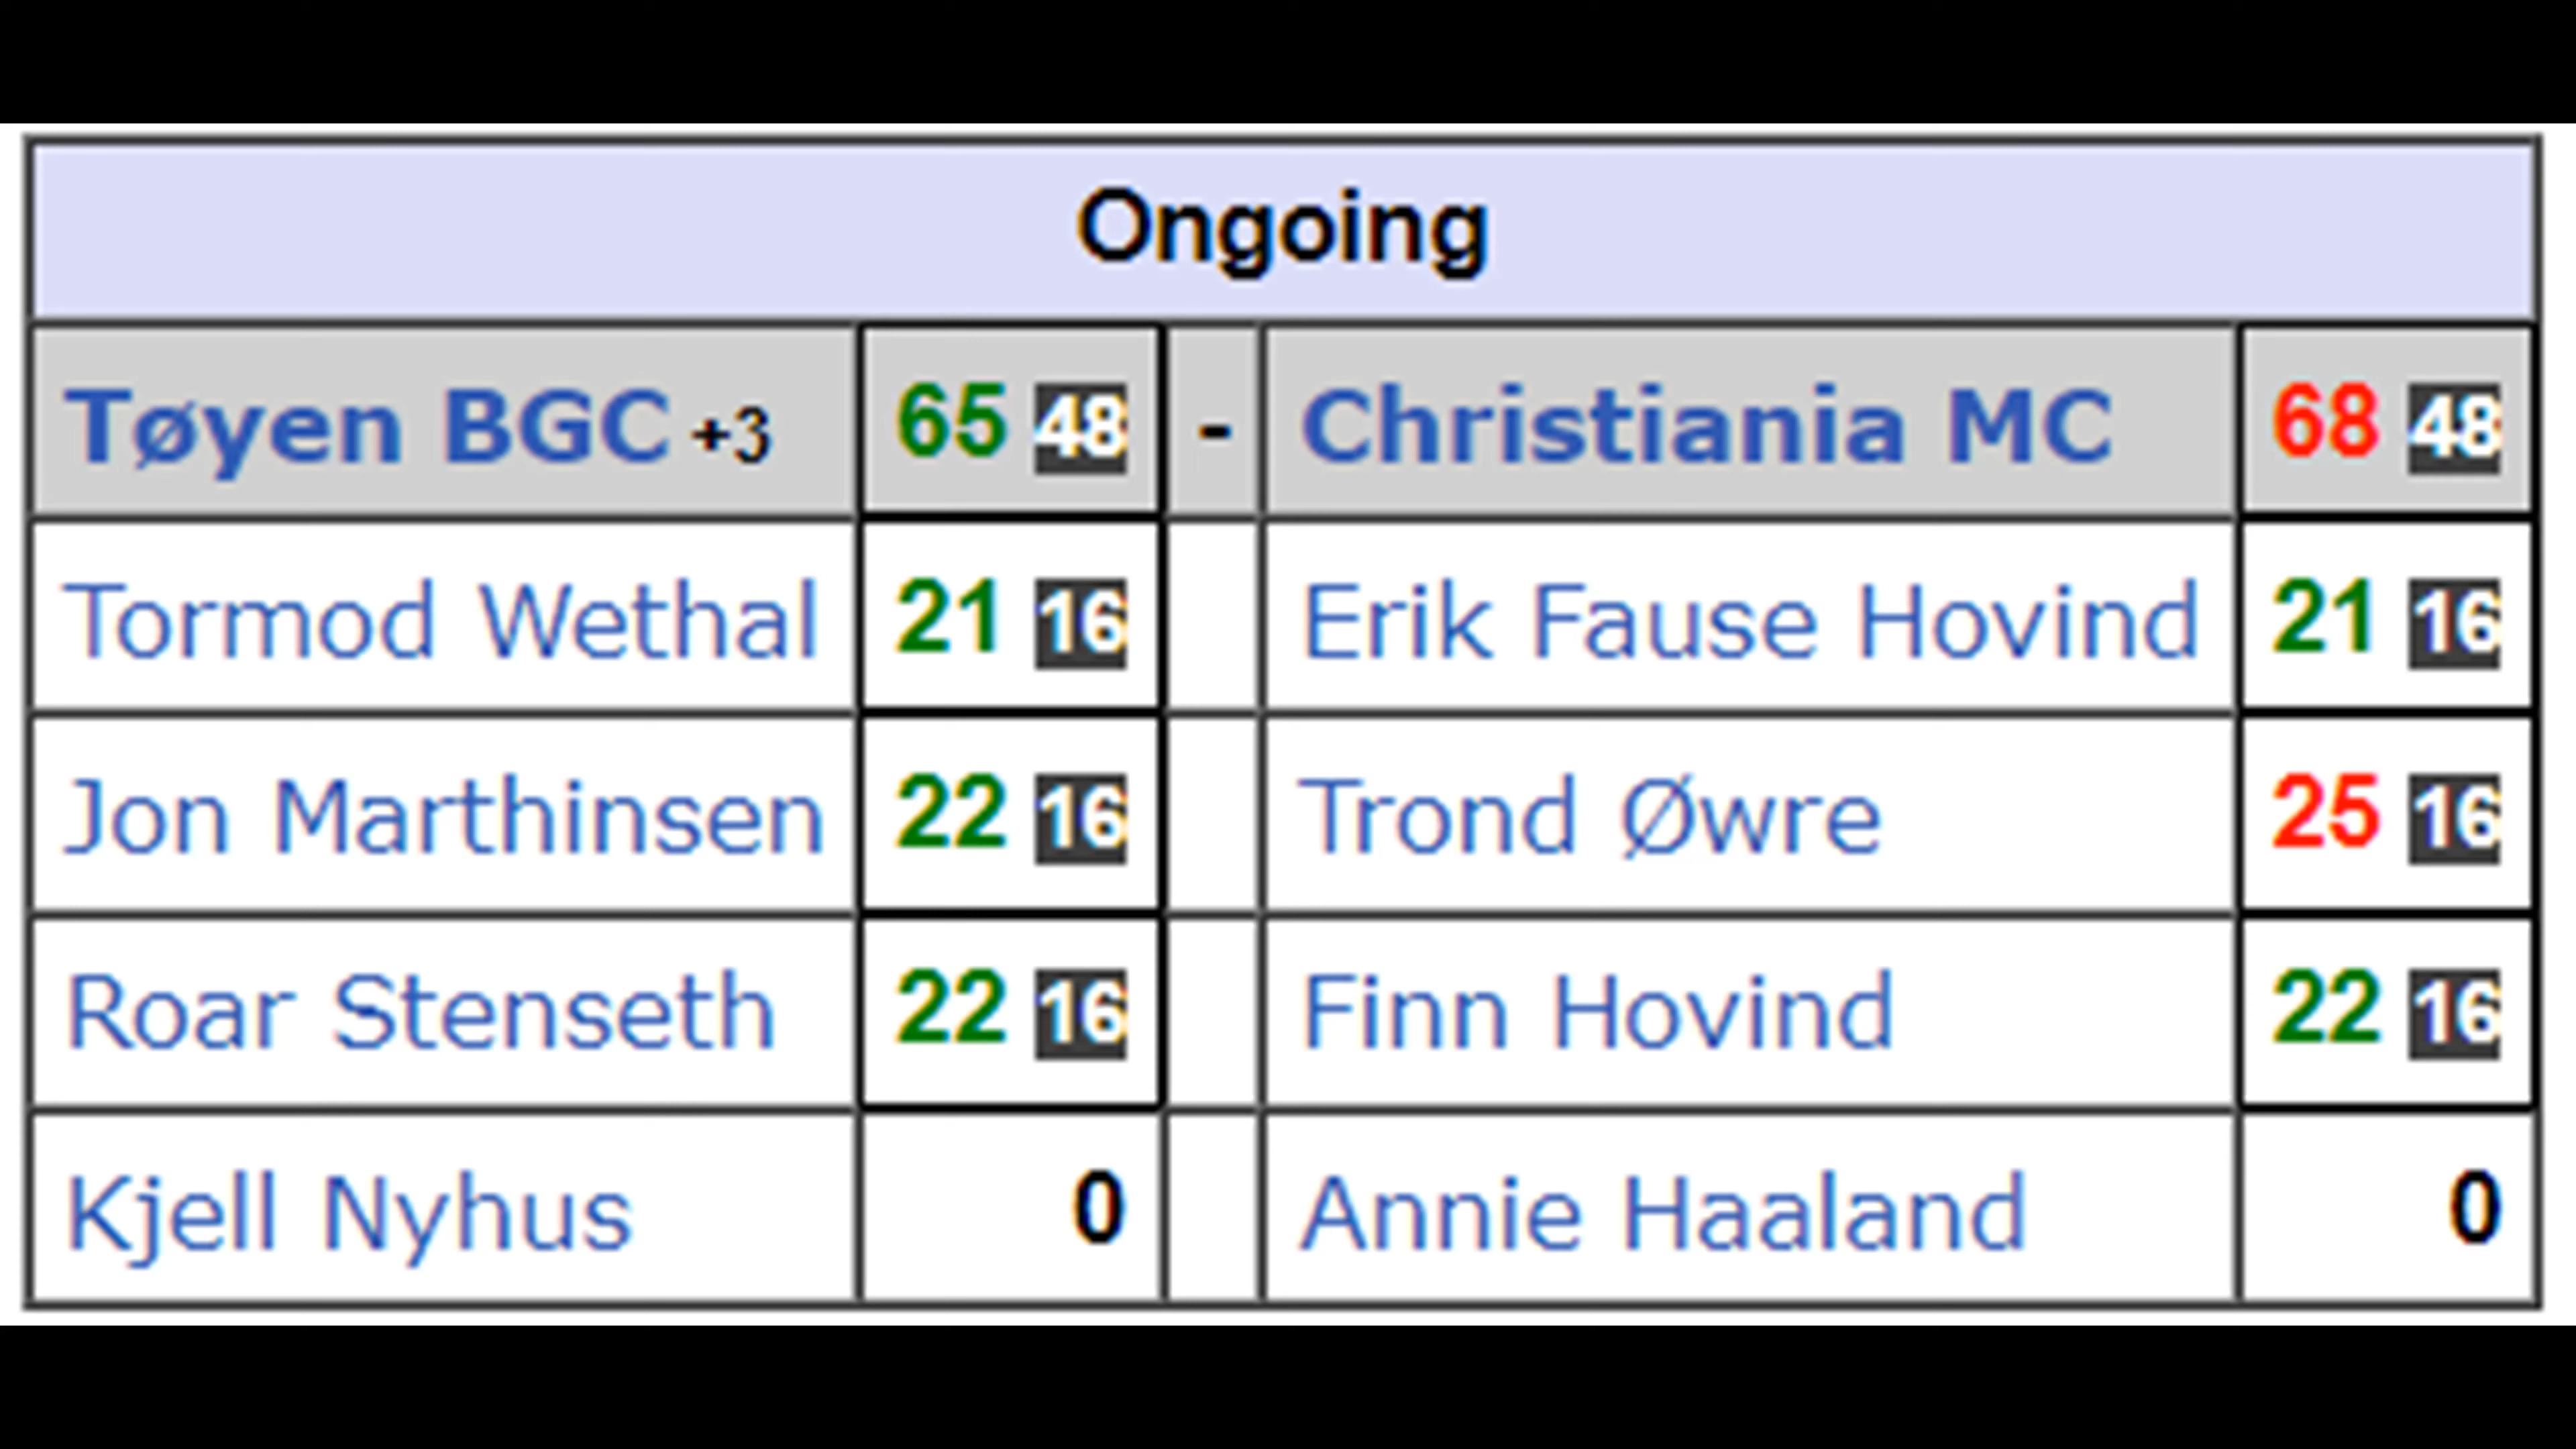 Ongoing
Tøyen BGC +3 65 48 - Christiania MC 68 48
Tormod Wethal 21 16 Erik Fause Hovind 21 16
Jon Marthinsen 22 16 Trond Øwre 25 16
Roar Stenseth 22 16 Finn Hovind 22 16
Kjell Nyhus 0 Annie Haaland 0